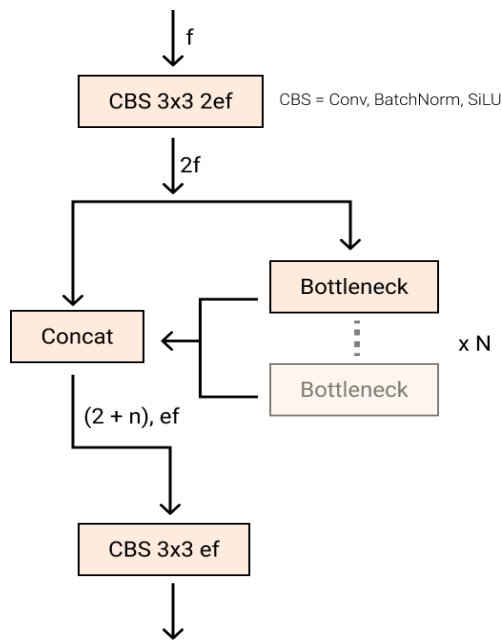 f
CBS 3x3 2ef
CBS = Conv, BatchNorm, SiLU
2f
Bottleneck
Concat
x N
Bottleneck
(2 + n), ef
CBS 3x3 ef